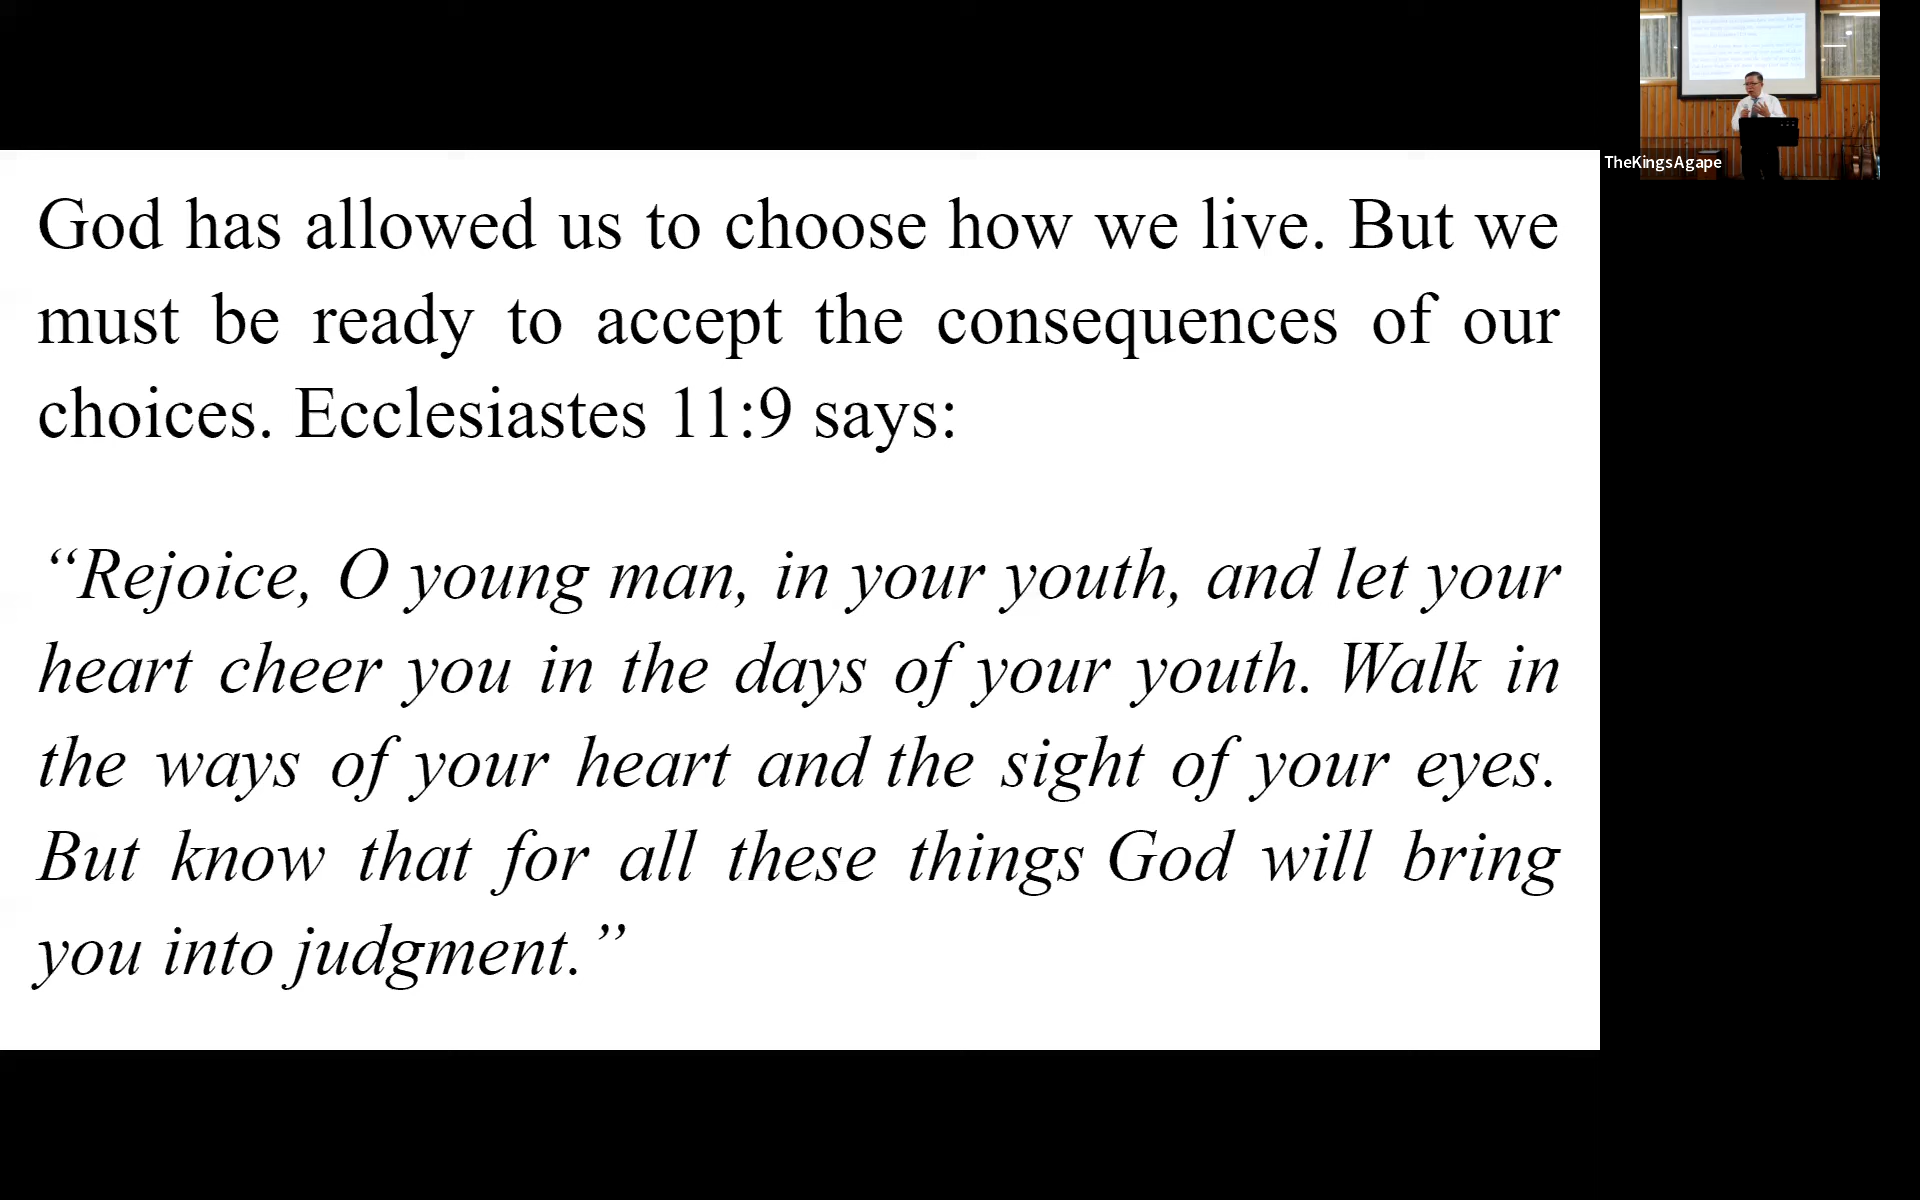 God has allowed us to choose how we live. But we
must be ready to accept the consequences of our
choices. Ecclesiastes 11:9 says:
“Rejoice, O young man, in your youth, and let your
heart cheer you in the days of your youth. Walk in
the ways of your heart and the sight of your eyes.
But know that for all these things God will bring
you into judgment.”
TheKingsAgape